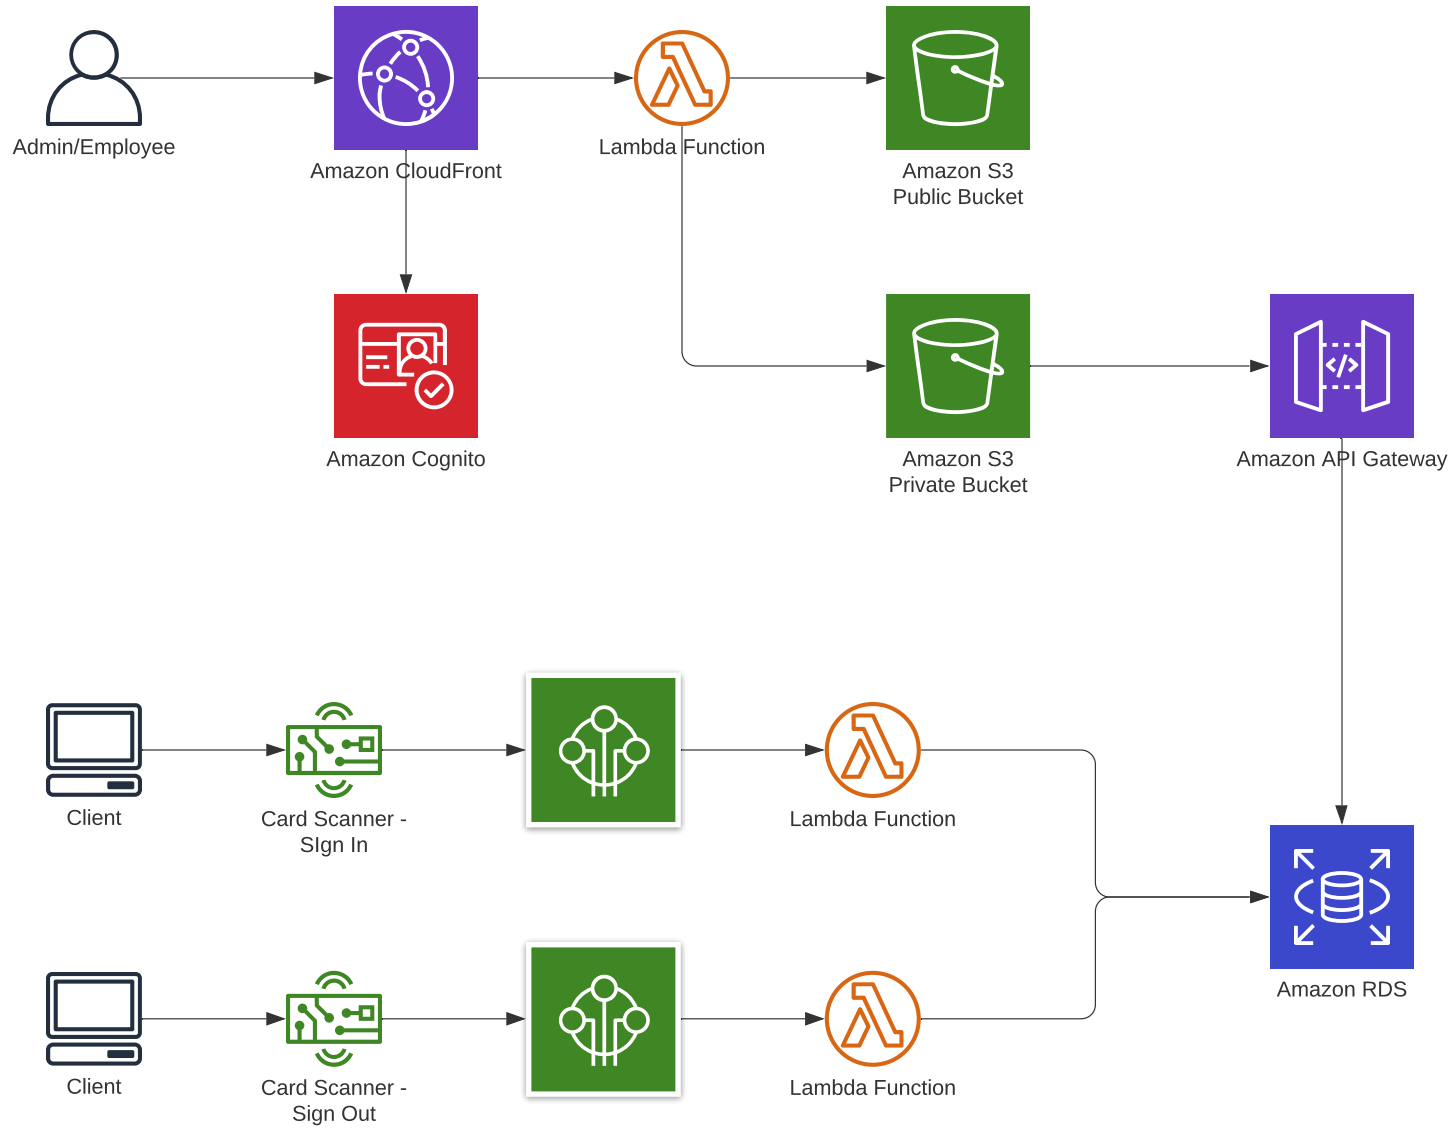 Admin/Employee
Amazon CloudFront
Lambda Function
Amazon S3
Public Bucket
Amazon Cognito
Amazon S3
Private Bucket
Amazon API Gateway
Client
Card Scanner -
SIgn In
Lambda Function
Amazon RDS
Client
Card Scanner -
Sign Out
Lambda Function